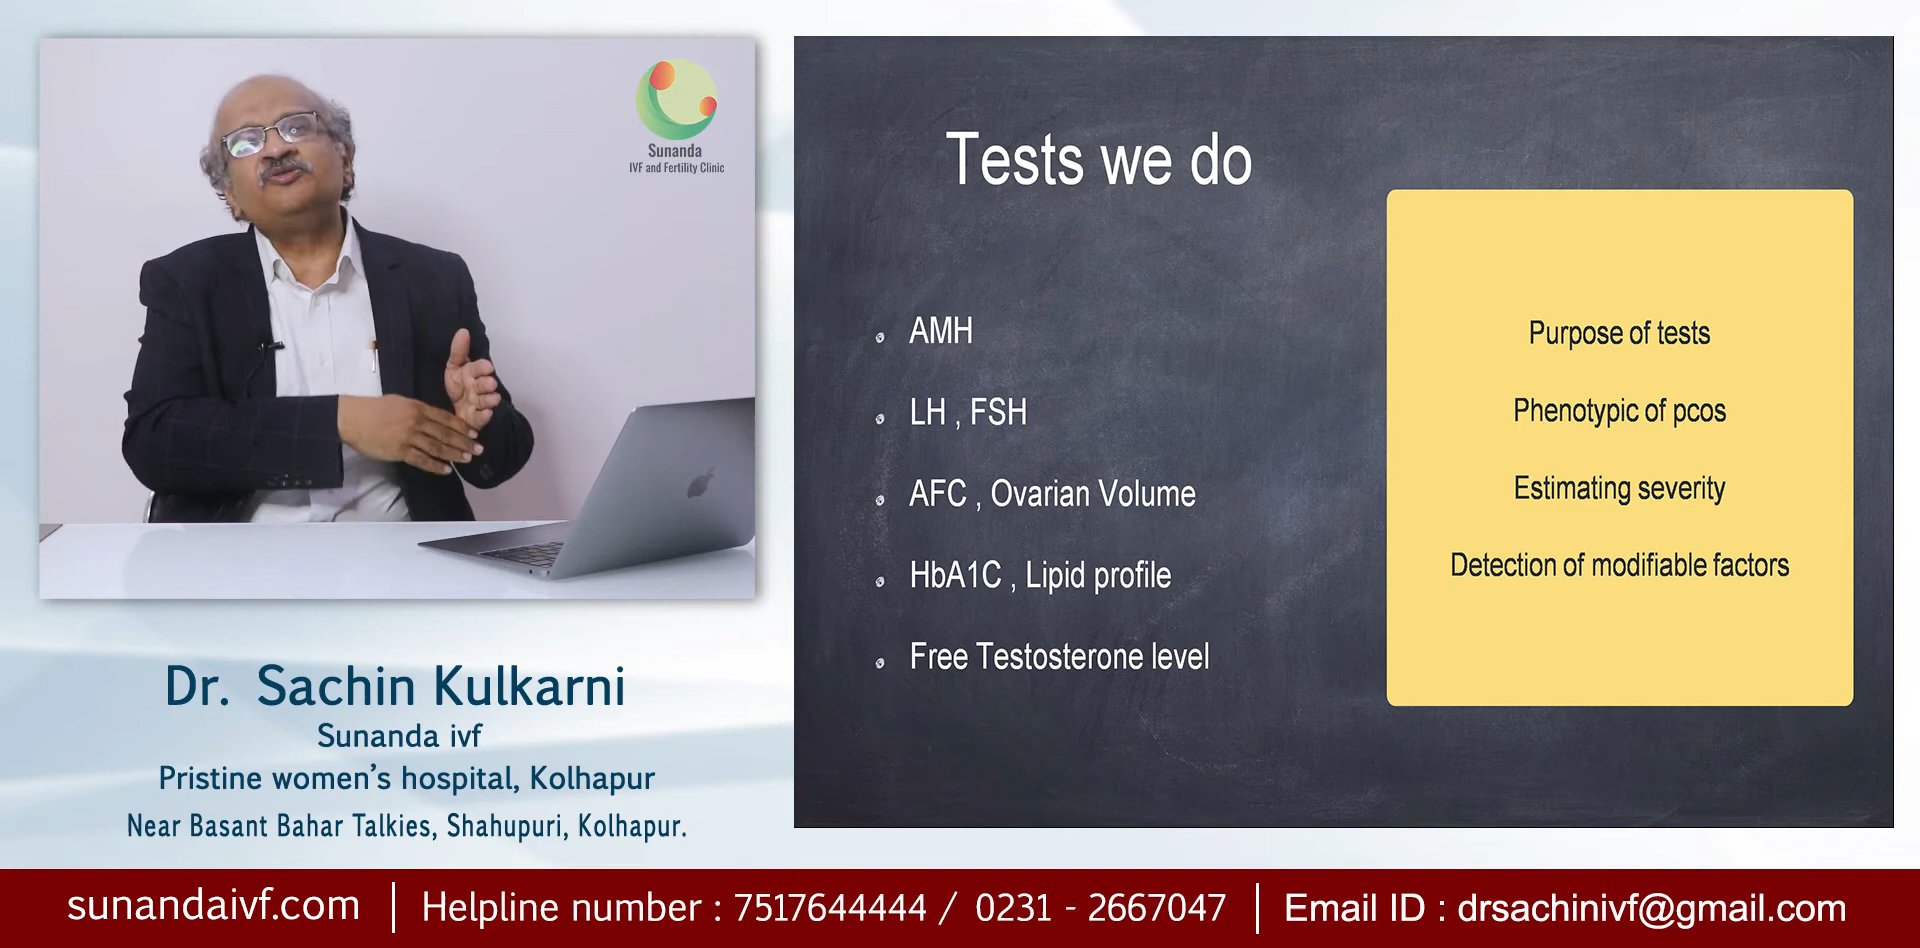 Sunanda
IVF and Fertility Clinic
Tests we do
AMH
LH , FSH
AFC , Ovarian Volume
HbA1C , Lipid profile
Free Testosterone level
Purpose of tests
Phenotypic of pcos
Estimating severity
Detection of modifiable factors
Dr. Sachin Kulkarni
Sunanda ivf
Pristine women's hospital, Kolhapur
Near Basant Bahar Talkies, Shahupuri, Kolhapur.
sunandaivf.com | Helpline number : 7517644444 / 0231 - 2667047 | Email ID : drsachinivf@gmail.com